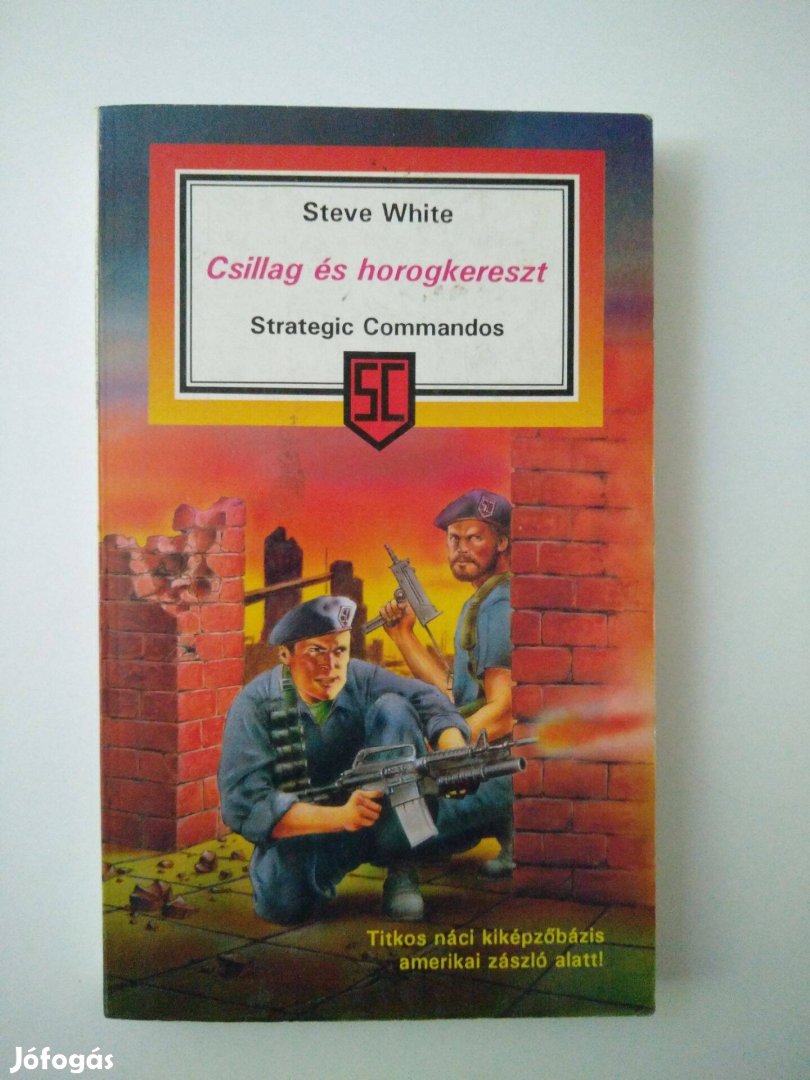 Steve White
Csillag és horogkereszt
Strategic Commandos
SC
Titkos náci kiképzőbázis
amerikai zászló alatt!
Jófogás